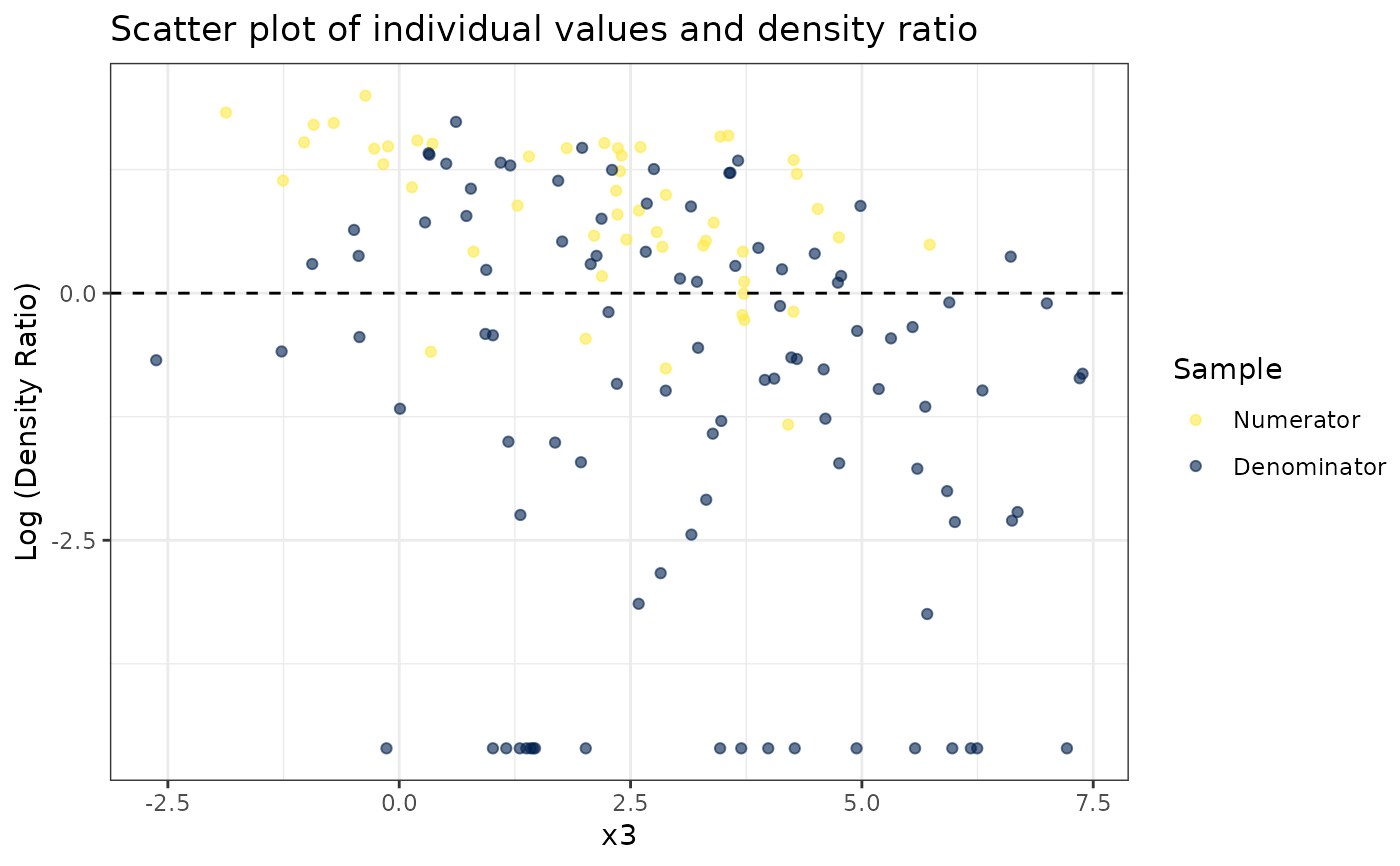 Scatter plot of individual values and density ratio
Log (Density Ratio)
0.0
-2.5
-2.5
0.0
2.5
5.0
7.5
x3
Sample
Numerator
Denominator